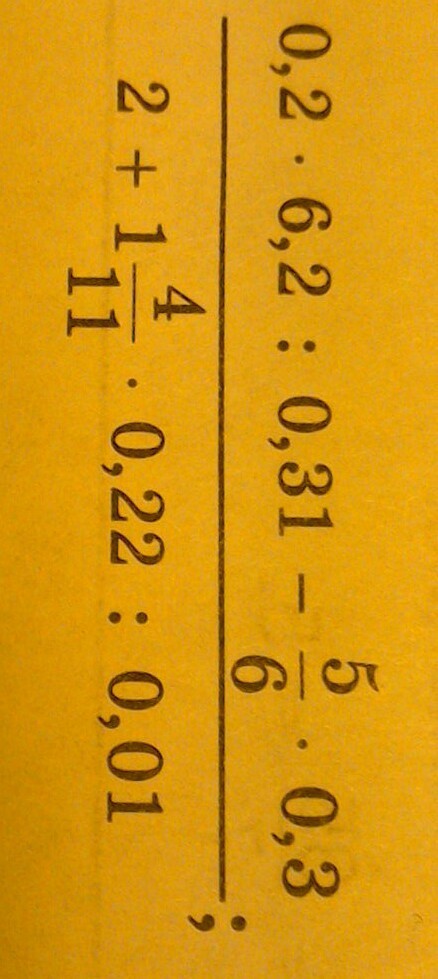 0,2 · 6,2 : 0,31 − 5/6 · 0,3
2 + 1 4/11 · 0,22 : 0,01 ;